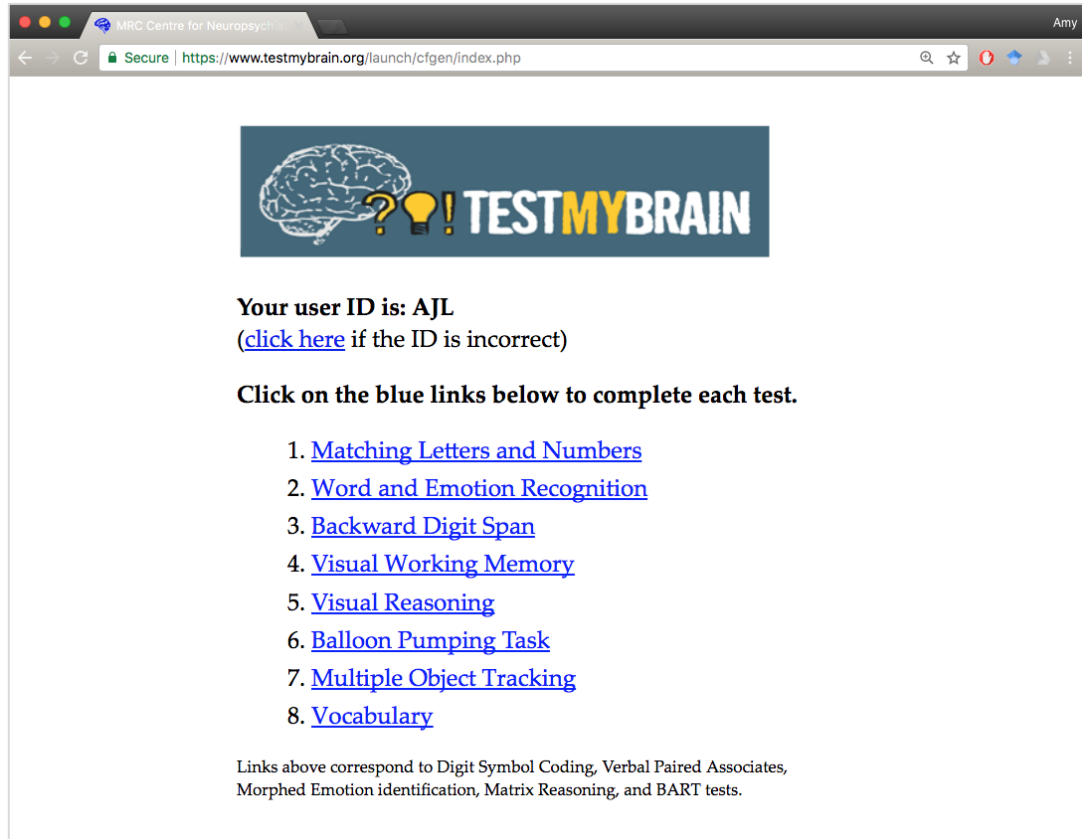 MRC Centre for Neuropsych
Amy
Secure | https://www.testmybrain.org/launch/cfgen/index.php
?!TESTMYBRAIN
Your user ID is: AJL
(click here if the ID is incorrect)
Click on the blue links below to complete each test.
1. Matching Letters and Numbers
2. Word and Emotion Recognition
3. Backward Digit Span
4. Visual Working Memory
5. Visual Reasoning
6. Balloon Pumping Task
7. Multiple Object Tracking
8. Vocabulary
Links above correspond to Digit Symbol Coding, Verbal Paired Associates,
Morphed Emotion identification, Matrix Reasoning, and BART tests.